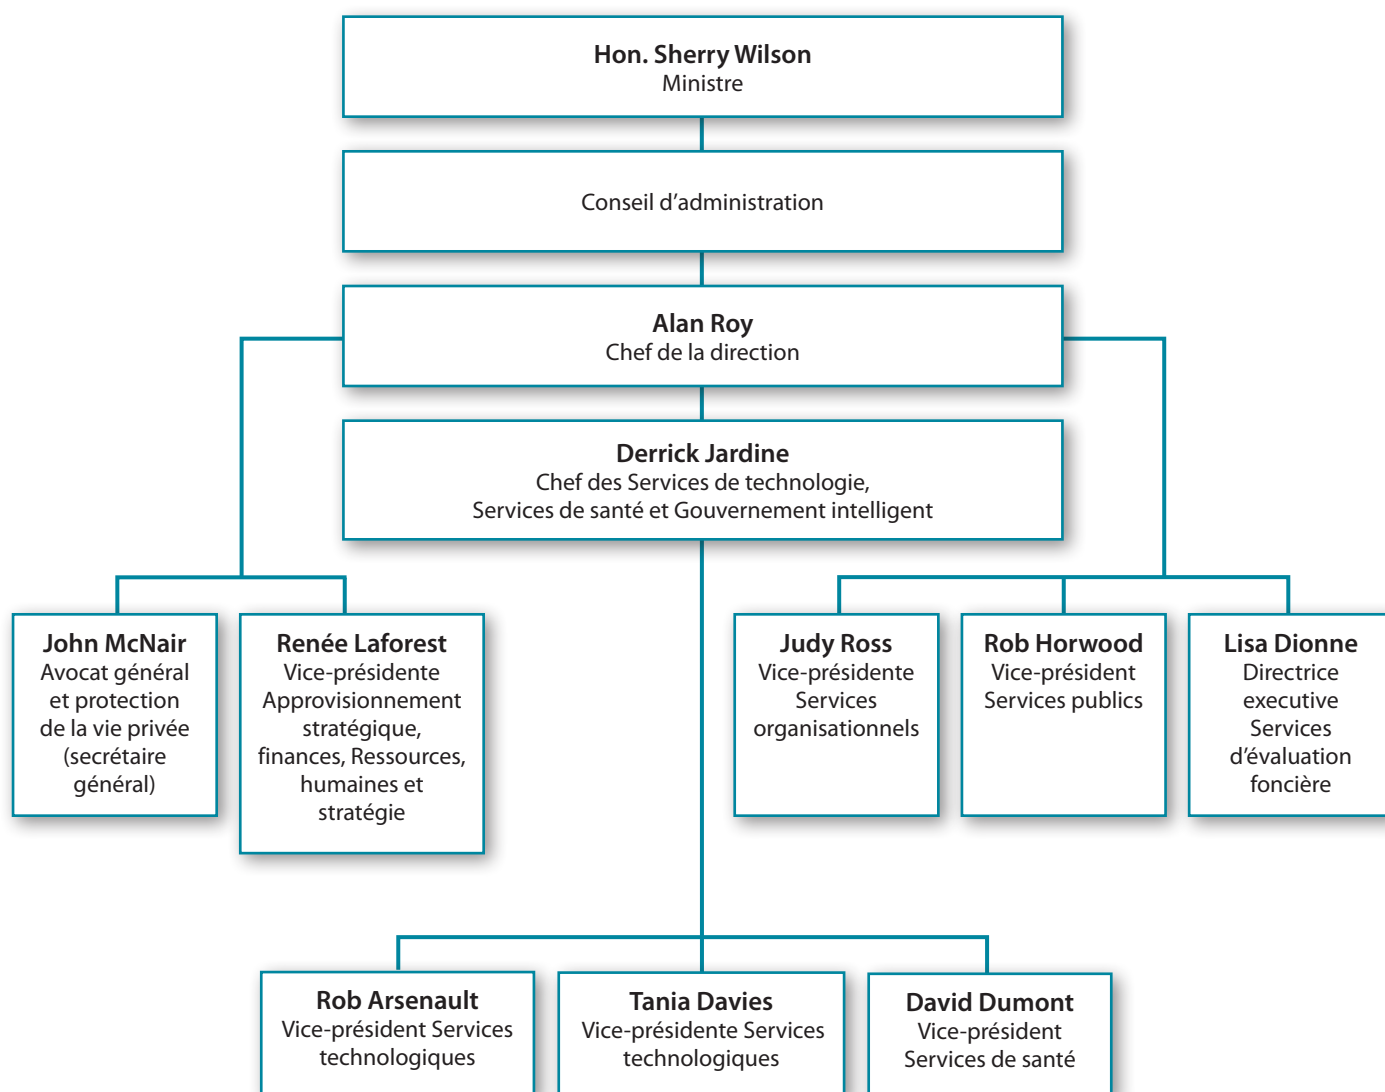 Hon. Sherry Wilson
Ministre
Conseil d’administration
Alan Roy
Chef de la direction
Derrick Jardine
Chef des Services de technologie,
Services de santé et Gouvernement intelligent
John McNair
Avocat général
et protection
de la vie privée
(secrétaire
général)
Renée Laforest
Vice-présidente
Approvisionnement
stratégique,
finances, Ressources,
humaines et
stratégie
Judy Ross
Vice-présidente
Services
organisationnels
Rob Horwood
Vice-président
Services publics
Lisa Dionne
Directrice
executive
Services
d’évaluation
foncière
Rob Arsenault
Vice-président Services
technologiques
Tania Davies
Vice-présidente Services
technologiques
David Dumont
Vice-président
Services de santé